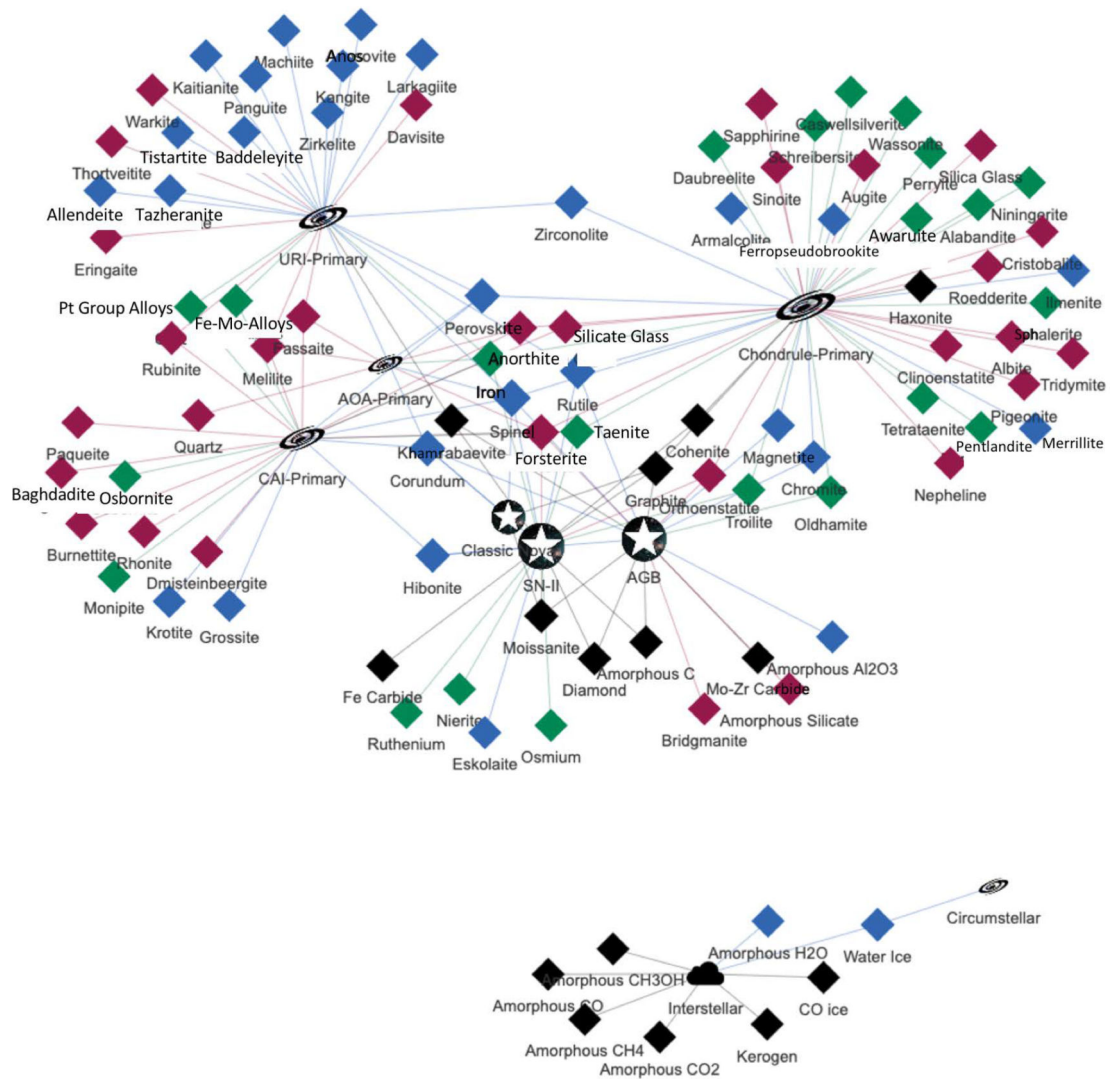 Anosovite
Machiite
Larkagiite
Kaitianite
Kengite
Panguite
Warkite
Davisite
Zirkelite
Tistartite
Baddeleyite
Thortveitite
Allendeite
Tazheranite
Eringaite
URI-Primary
Zirconolite
Sapphirine
Caswellsilverite
Wassonite
Schreibersite
Daubreelite
Sinoite
Augite
Perryite
Silica Glass
Niningerite
Armalcolite
Awaruite
Alabandite
Ferropseudobrookite
Cristobalite
Roedderite
Ilmenite
Haxonite
Pt Group Alloys
Fe-Mo-Alloys
Perovskite
Silicate Glass
Sphalerite
Rubinite
Melilite
Fassaite
Anorthite
Chondrule-Primary
Clinoenstatite
Albite
Tridymite
AOA-Primary
Iron
Rutile
Pigeonite
Tetrataenite
Pentlandite
Merrillite
Quartz
Spinel
Taenite
Paqueite
Khamrabaevite
Forsterite
Cohenite
Magnetite
CAI-Primary
Corundum
Baghdadite
Osbornite
Graphite
Orthoenstatite
Chromite
Nepheline
Troilite
Oldhamite
Burnettite
Rhonite
Classic Nova
Dmisteinbeergite
Hibonite
SN-II
AGB
Monipite
Krotite
Grossite
Moissanite
Amorphous C
Amorphous Al2O3
Fe Carbide
Diamond
Mo-Zr Carbide
Nierite
Amorphous Silicate
Ruthenium
Bridgmanite
Eskolaite
Osmium
Circumstellar
Amorphous H2O
Water Ice
Amorphous CH3OH
Amorphous CO
Interstellar
CO ice
Amorphous CH4
Kerogen
Amorphous CO2